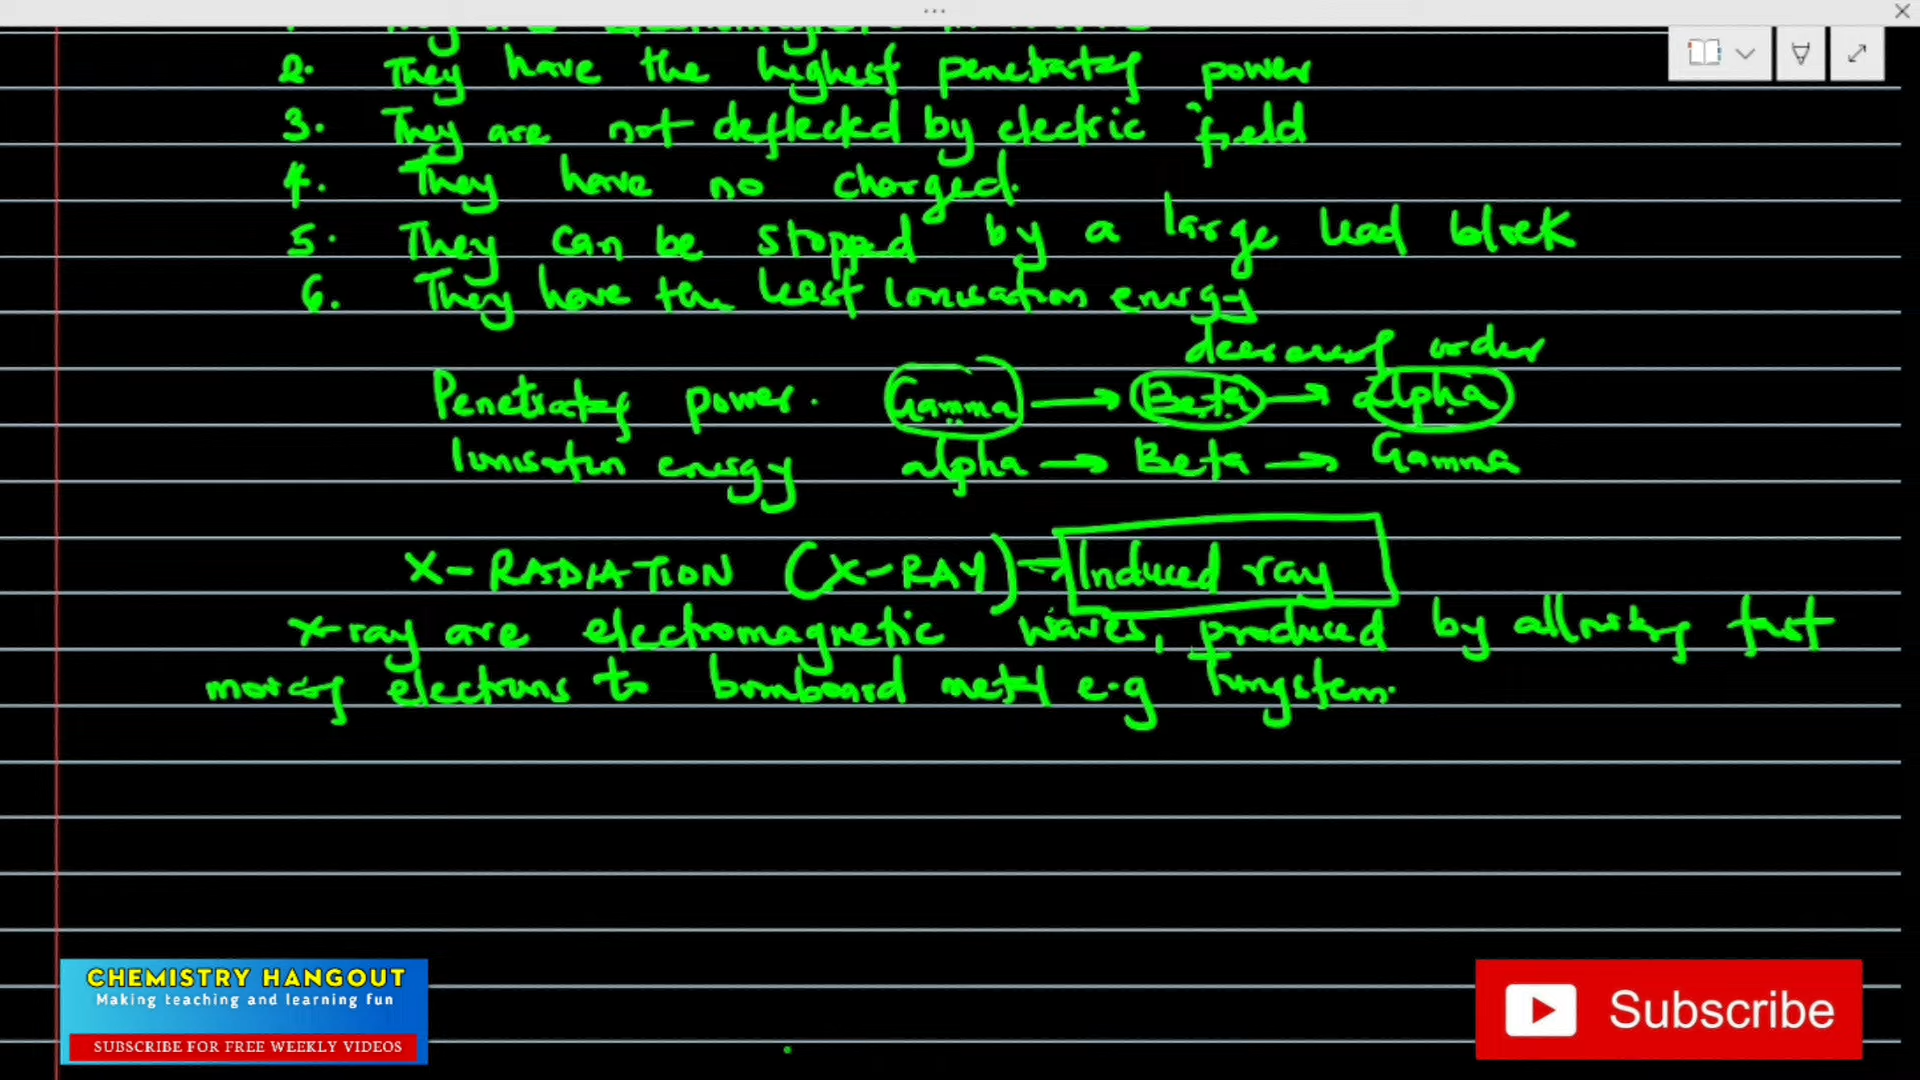 2. They have the highest penetrating power
3. They are not deflected by electric field
4. They have no charged.
5. They can be stopped by a large lead block
6. They have the least Ionisation energy
decreasing order
Penetrating power. Gamma → Beta → alpha
Ionisation energy alpha → Beta → Gamma
X-RADIATION (X-RAY) → Induced ray
X-ray are electromagnetic waves, produced by allowing fast
moving electrons to bomboard metal e.g
CHEMISTRY HANGOUT
Making teaching and learning fun
SUBSCRIBE FOR FREE WEEKLY VIDEOS
Subscribe